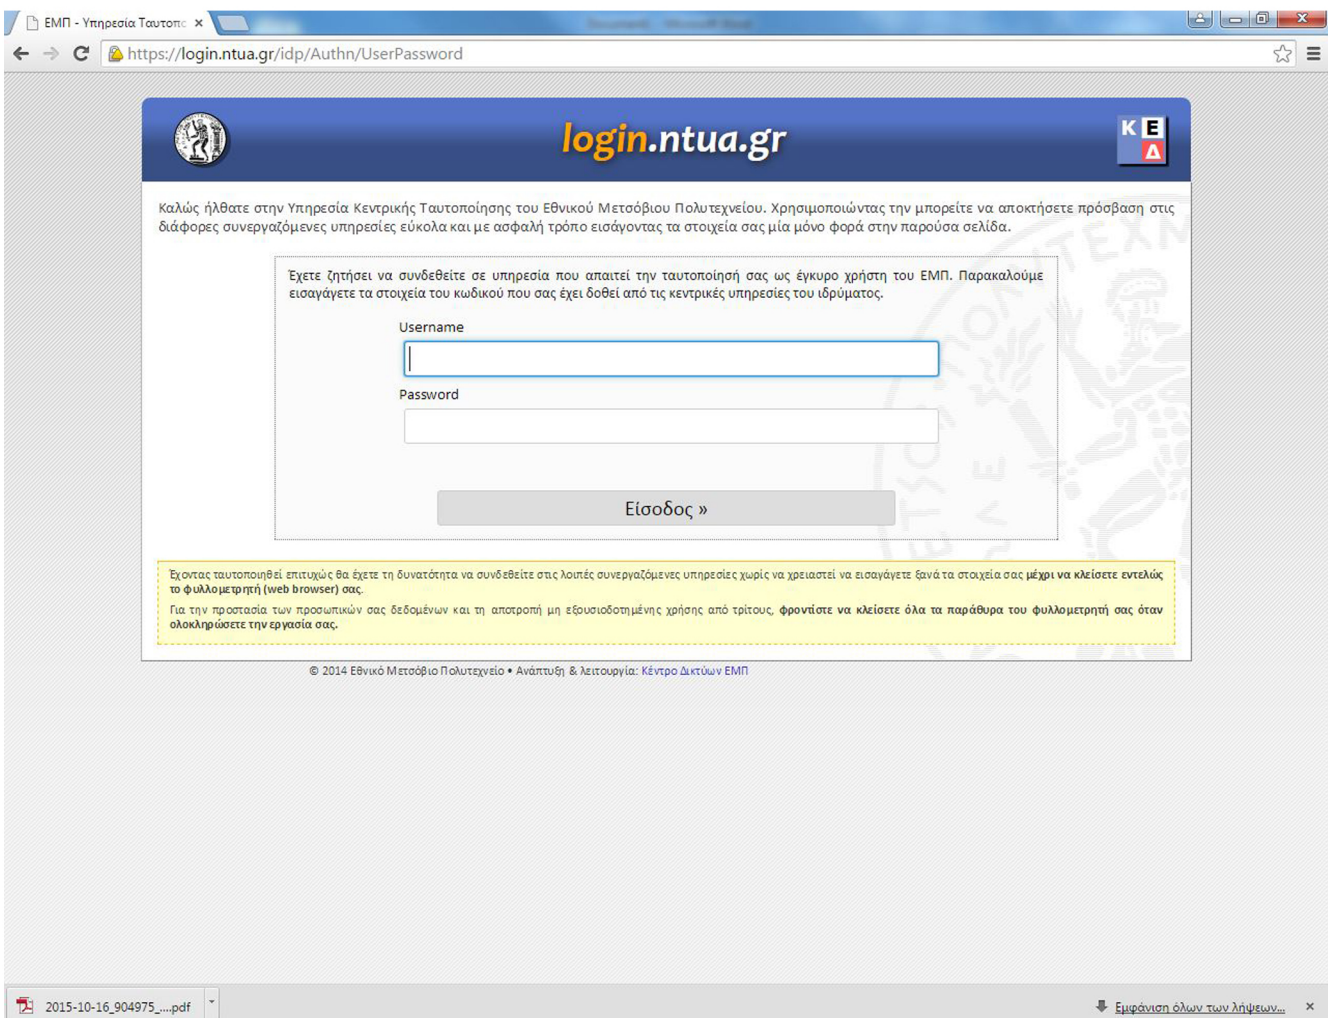 ΕΜΠ - Υπηρεσία Ταυτοπο
https://login.ntua.gr/idp/Authn/UserPassword
login.ntua.gr
Κ Ε
Δ
Καλώς ήλθατε στην Υπηρεσία Κεντρικής Ταυτοποίησης του Εθνικού Μετσόβιου Πολυτεχνείου. Χρησιμοποιώντας την μπορείτε να αποκτήσετε πρόσβαση στις
διάφορες συνεργαζόμενες υπηρεσίες εύκολα και με ασφαλή τρόπο εισάγοντας τα στοιχεία σας μία μόνο φορά στην παρούσα σελίδα.
Έχετε ζητήσει να συνδεθείτε σε υπηρεσία που απαιτεί την ταυτοποίησή σας ως έγκυρο χρήστη του ΕΜΠ. Παρακαλούμε
εισαγάγετε τα στοιχεία του κωδικού που σας έχει δοθεί από τις κεντρικές υπηρεσίες του ιδρύματος.
Username
Password
Είσοδος »
Έχοντας ταυτοποιηθεί επιτυχώς θα έχετε τη δυνατότητα να συνδεθείτε στις λοιπές συνεργαζόμενες υπηρεσίες χωρίς να χρειαστεί να εισαγάγετε ξανά τα στοιχεία σας μέχρι να κλείσετε εντελώς
το φυλλομετρητή (web browser) σας.
Για την προστασία των προσωπικών σας δεδομένων και τη αποτροπή μη εξουσιοδοτημένης χρήσης από τρίτους, φροντίστε να κλείσετε όλα τα παράθυρα του φυλλομετρητή σας όταν
ολοκληρώσετε την εργασία σας.
© 2014 Εθνικό Μετσόβιο Πολυτεχνείο • Ανάπτυξη & λειτουργία: Κέντρο Δικτύων ΕΜΠ
2015-10-16_904975_....pdf
Εμφάνιση όλων των λήψεων...